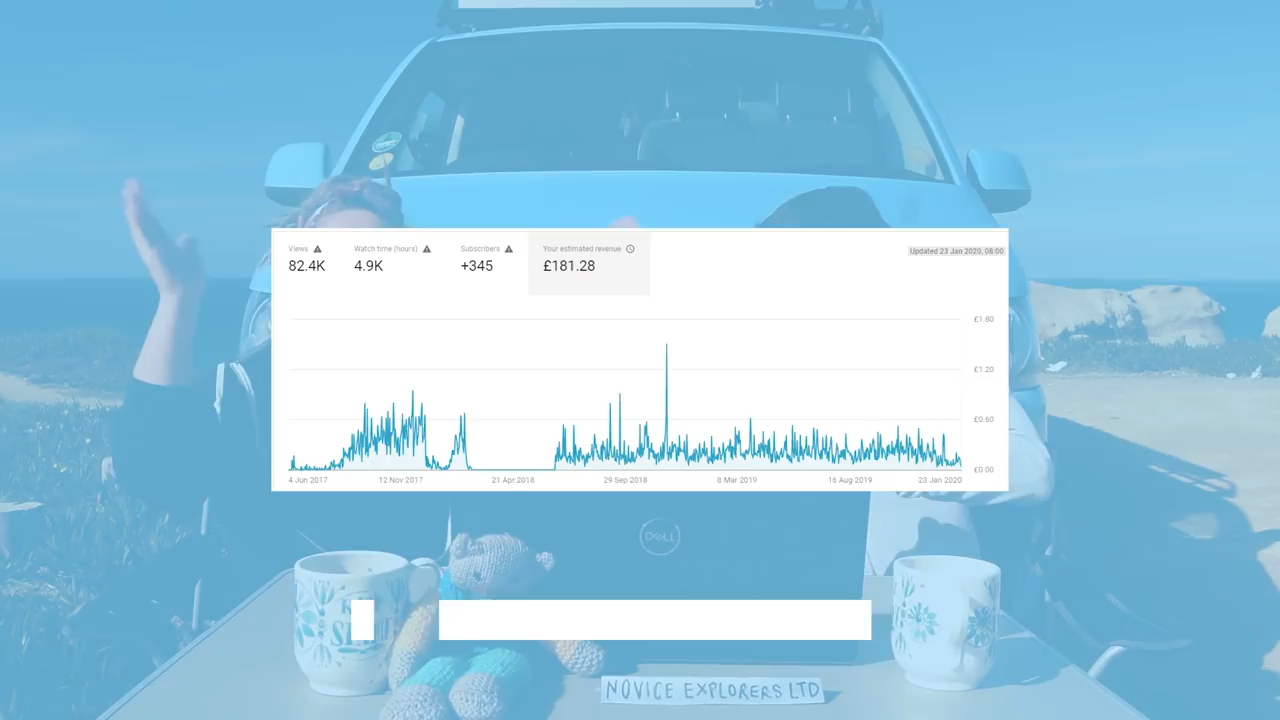 Views Watch time (hours) Subscribers Your estimated revenue Updated 23 Jan 2020, 08:00
82.4K 4.9K +345 £181.28
£1.80
£1.20
£0.60
£0.00
4 Jun 2017 12 Nov 2017 21 Apr 2018 29 Sep 2018 8 Mar 2019 16 Aug 2019 23 Jan 2020
DELL
NOVICE EXPLORERS LTD